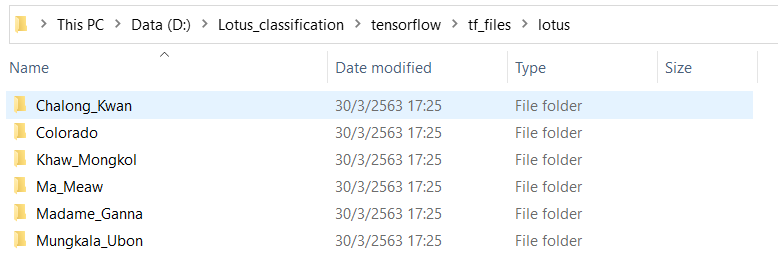 This PC > Data (D:) > Lotus_classification > tensorflow > tf_files > lotus
Name Date modified Type Size
Chalong_Kwan 30/3/2563 17:25 File folder
Colorado 30/3/2563 17:25 File folder
Khaw_Mongkol 30/3/2563 17:25 File folder
Ma_Meaw 30/3/2563 17:25 File folder
Madame_Ganna 30/3/2563 17:25 File folder
Mungkala_Ubon 30/3/2563 17:25 File folder